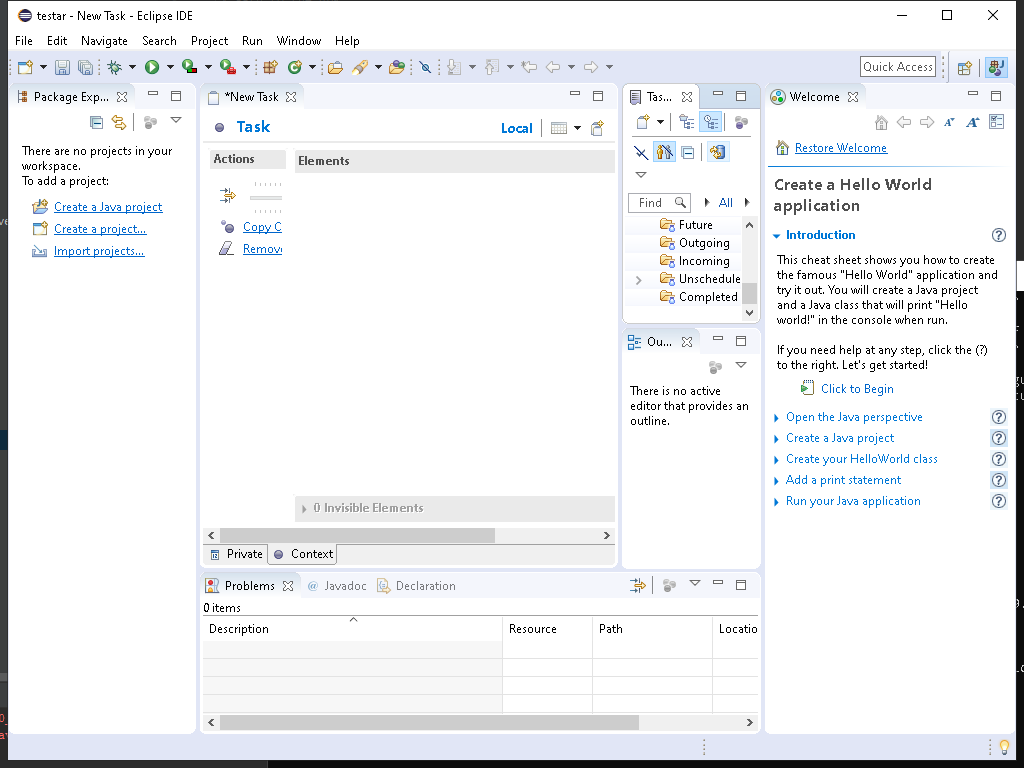 testar - New Task - Eclipse IDE
File Edit Navigate Search Project Run Window Help
Quick Access
Package Exp...
There are no projects in your
workspace.
To add a project:
Create a Java project
Create a project...
Import projects...
*New Task
Task
Local
Actions
Elements
Copy C
Remove
0 Invisible Elements
Private
Context
Tas...
Find
All
Future
Outgoing
Incoming
Unschedule
Completed
Ou...
There is no active
editor that provides an
outline.
Welcome
Restore Welcome
Create a Hello World
application
Introduction
This cheat sheet shows you how to create
the famous "Hello World" application and
try it out. You will create a Java project
and a Java class that will print "Hello
world!" in the console when run.
If you need help at any step, click the (?)
to the right. Let's get started!
Click to Begin
Open the Java perspective
Create a Java project
Create your HelloWorld class
Add a print statement
Run your Java application
Problems
@ Javadoc
Declaration
0 items
Description Resource Path Locatio